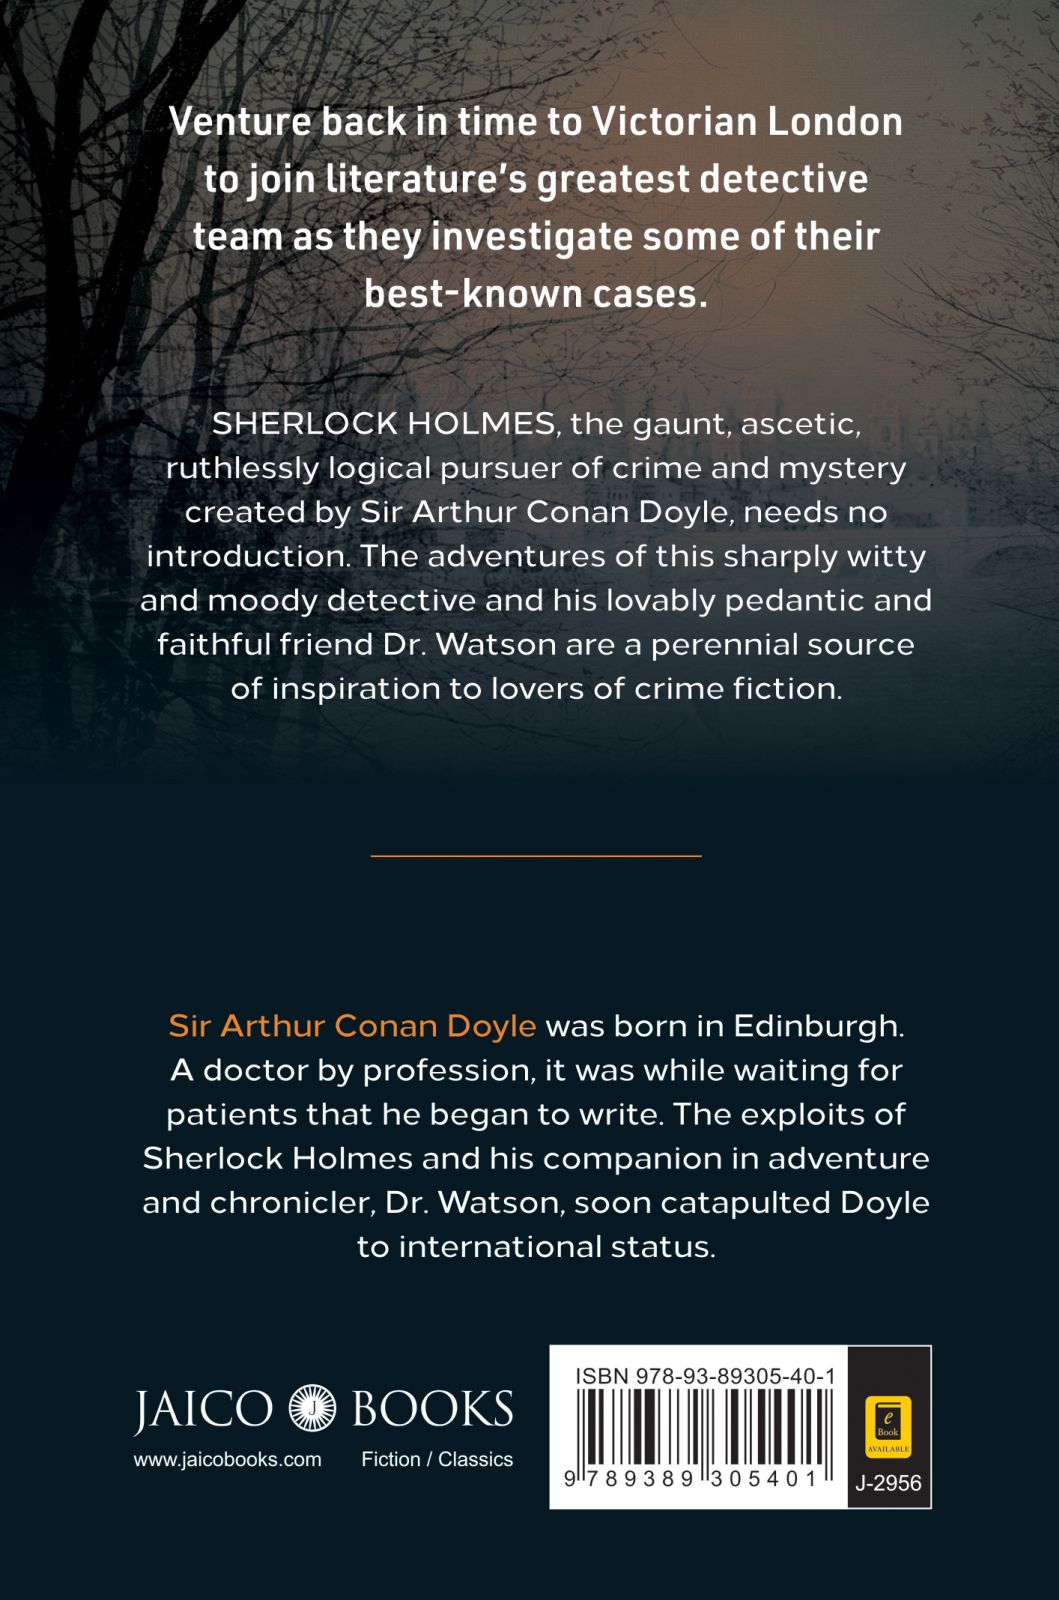 Venture back in time to Victorian London
to join literature's greatest detective
team as they investigate some of their
best-known cases.
SHERLOCK HOLMES, the gaunt, ascetic,
ruthlessly logical pursuer of crime and mystery
created by Sir Arthur Conan Doyle, needs no
introduction. The adventures of this sharply witty
and moody detective and his lovably pedantic and
faithful friend Dr. Watson are a perennial source
of inspiration to lovers of crime fiction.
Sir Arthur Conan Doyle was born in Edinburgh.
A doctor by profession, it was while waiting for
patients that he began to write. The exploits of
Sherlock Holmes and his companion in adventure
and chronicler, Dr. Watson, soon catapulted Doyle
to international status.
JAICO J BOOKS
www.jaicobooks.com Fiction / Classics
ISBN 978-93-89305-40-1
9 789389 305401
e
Book
AVAILABLE
J-2956